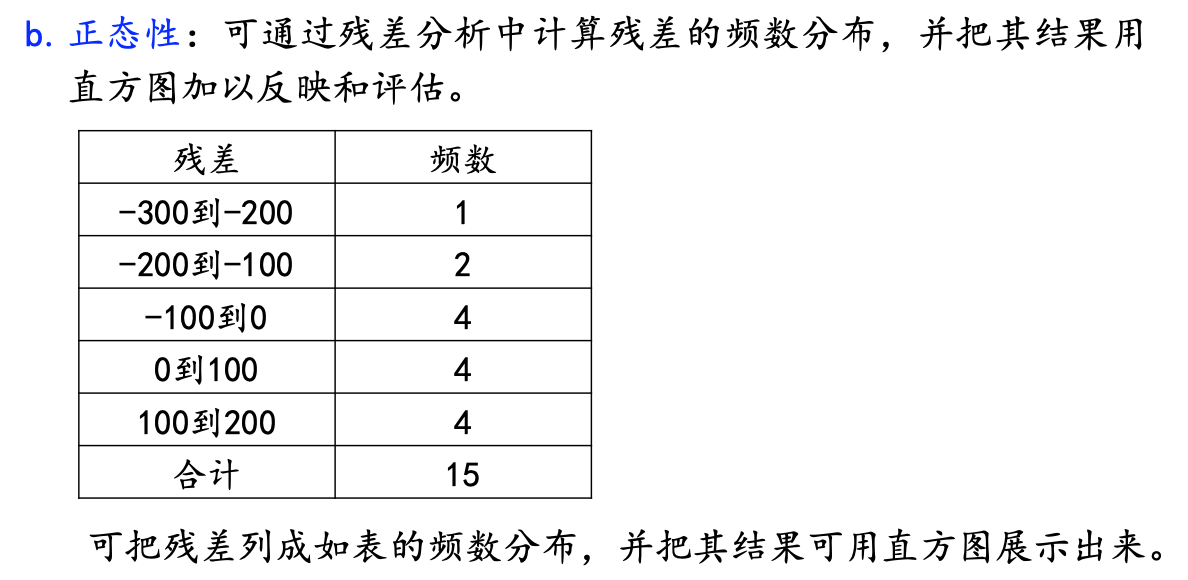 b. 正态性：可通过残差分析中计算残差的频数分布，并把其结果用
直方图加以反映和评估。
残差 频数
-300到-200 1
-200到-100 2
-100到0 4
0到100 4
100到200 4
合计 15
可把残差列成如表的频数分布，并把其结果可用直方图展示出来。